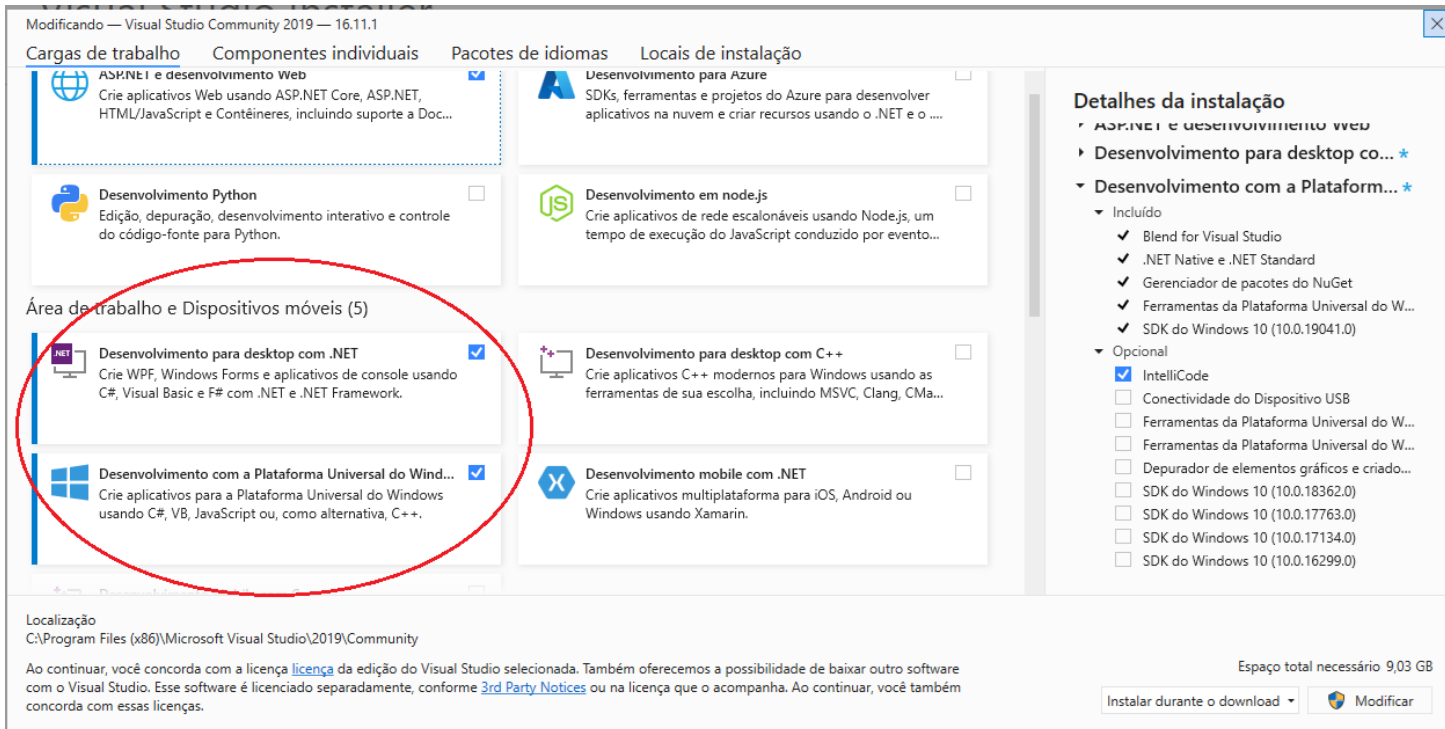 Visual Studio Installer
Modificando — Visual Studio Community 2019 — 16.11.1
Cargas de trabalho Componentes individuais Pacotes de idiomas Locais de instalação
ASP.NET e desenvolvimento Web
Crie aplicativos Web usando ASP.NET Core, ASP.NET,
HTML/JavaScript e Contêineres, incluindo suporte a Doc...
Desenvolvimento para Azure
SDKs, ferramentas e projetos do Azure para desenvolver
aplicativos na nuvem e criar recursos usando o .NET e o ....
Desenvolvimento Python
Edição, depuração, desenvolvimento interativo e controle
do código-fonte para Python.
JS
Desenvolvimento em node.js
Crie aplicativos de rede escalonáveis usando Node.js, um
tempo de execução do JavaScript conduzido por evento...
Área de trabalho e Dispositivos móveis (5)
.NET
Desenvolvimento para desktop com .NET
Crie WPF, Windows Forms e aplicativos de console usando
C#, Visual Basic e F# com .NET e .NET Framework.
Desenvolvimento para desktop com C++
Crie aplicativos C++ modernos para Windows usando as
ferramentas de sua escolha, incluindo MSVC, Clang, CMa...
Desenvolvimento com a Plataforma Universal do Wind...
Crie aplicativos para a Plataforma Universal do Windows
usando C#, VB, JavaScript ou, como alternativa, C++.
Desenvolvimento mobile com .NET
Crie aplicativos multiplataforma para iOS, Android ou
Windows usando Xamarin.
Detalhes da instalação
ASP.NET e desenvolvimento Web
Desenvolvimento para desktop co... *
Desenvolvimento com a Plataform... *
Incluído
Blend for Visual Studio
.NET Native e .NET Standard
Gerenciador de pacotes do NuGet
Ferramentas da Plataforma Universal do W...
SDK do Windows 10 (10.0.19041.0)
Opcional
IntelliCode
Conectividade do Dispositivo USB
Ferramentas da Plataforma Universal do W...
Ferramentas da Plataforma Universal do W...
Depurador de elementos gráficos e criado...
SDK do Windows 10 (10.0.18362.0)
SDK do Windows 10 (10.0.17763.0)
SDK do Windows 10 (10.0.17134.0)
SDK do Windows 10 (10.0.16299.0)
Localização
C:\Program Files (x86)\Microsoft Visual Studio\2019\Community
Ao continuar, você concorda com a licença licença da edição do Visual Studio selecionada. Também oferecemos a possibilidade de baixar outro software
com o Visual Studio. Esse software é licenciado separadamente, conforme 3rd Party Notices ou na licença que o acompanha. Ao continuar, você também
concorda com essas licenças.
Espaço total necessário 9,03 GB
Instalar durante o download
Modificar